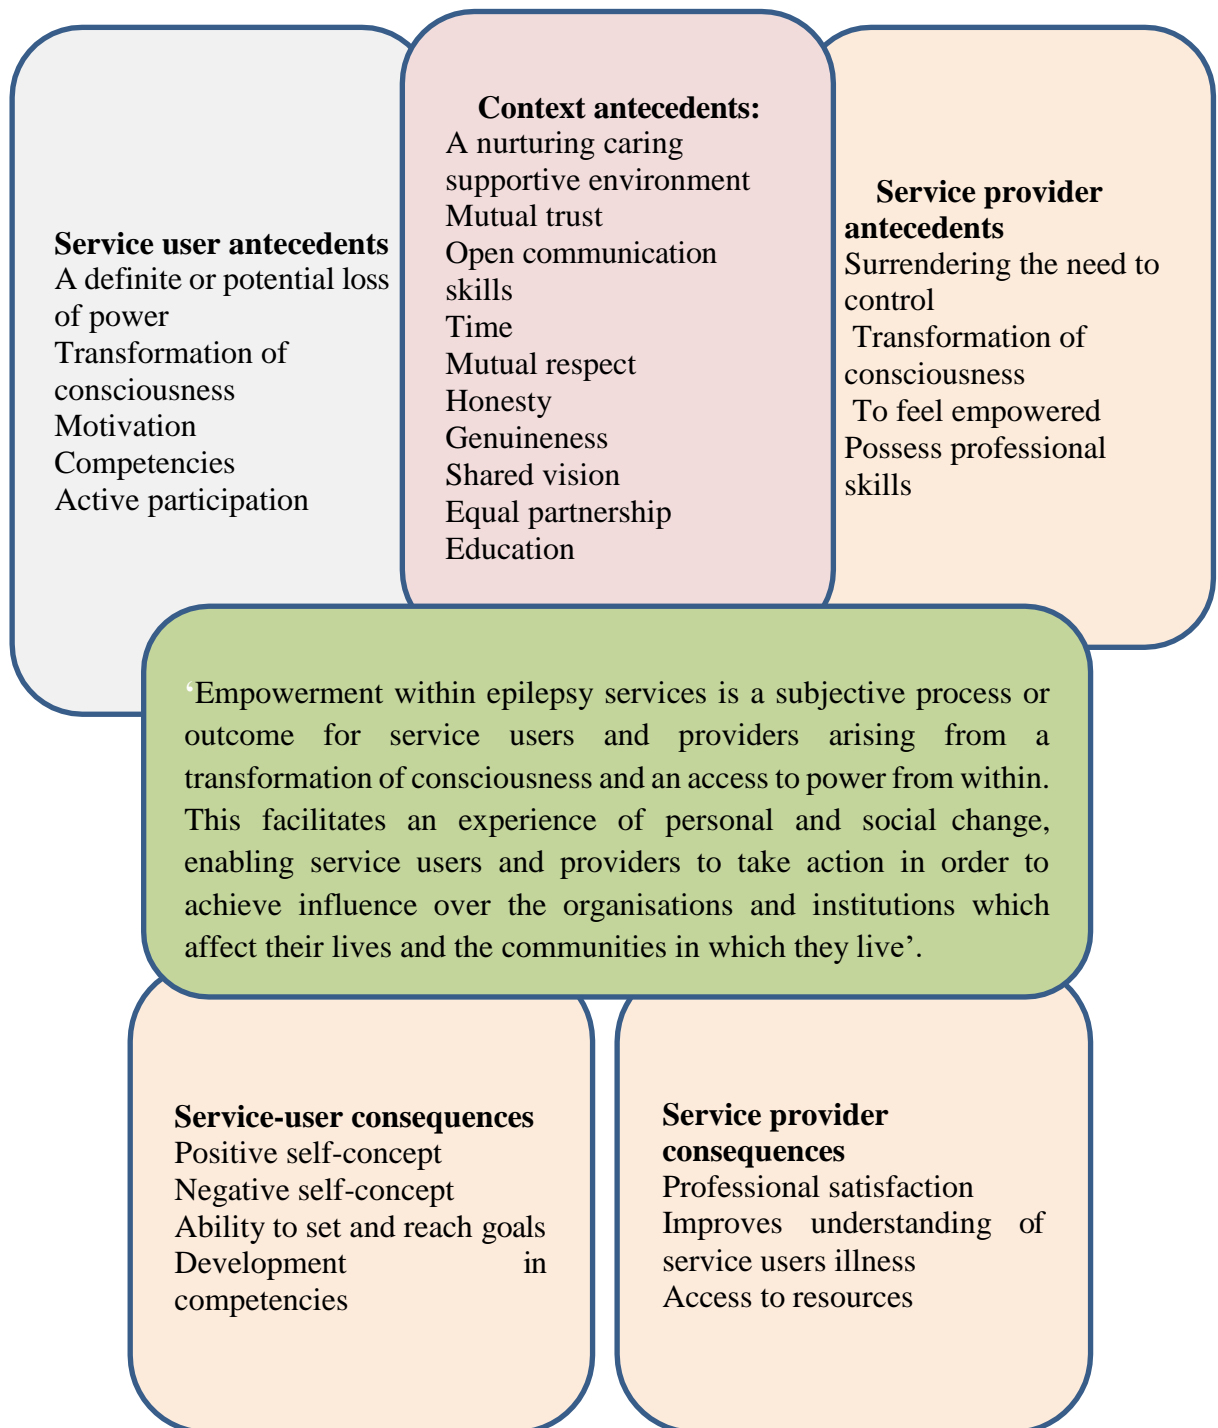 Service user antecedents
A definite or potential loss
of power
Transformation of
consciousness
Motivation
Competencies
Active participation
Context antecedents:
A nurturing caring
supportive environment
Mutual trust
Open communication
skills
Time
Mutual respect
Honesty
Genuineness
Shared vision
Equal partnership
Education
Service provider
antecedents
Surrendering the need to
control
Transformation of
consciousness
To feel empowered
Possess professional
skills
‘Empowerment within epilepsy services is a subjective process or
outcome for service users and providers arising from a
transformation of consciousness and an access to power from within.
This facilitates an experience of personal and social change,
enabling service users and providers to take action in order to
achieve influence over the organisations and institutions which
affect their lives and the communities in which they live’.
Service-user consequences
Positive self-concept
Negative self-concept
Ability to set and reach goals
Development in
competencies
Service provider
consequences
Professional satisfaction
Improves understanding of
service users illness
Access to resources